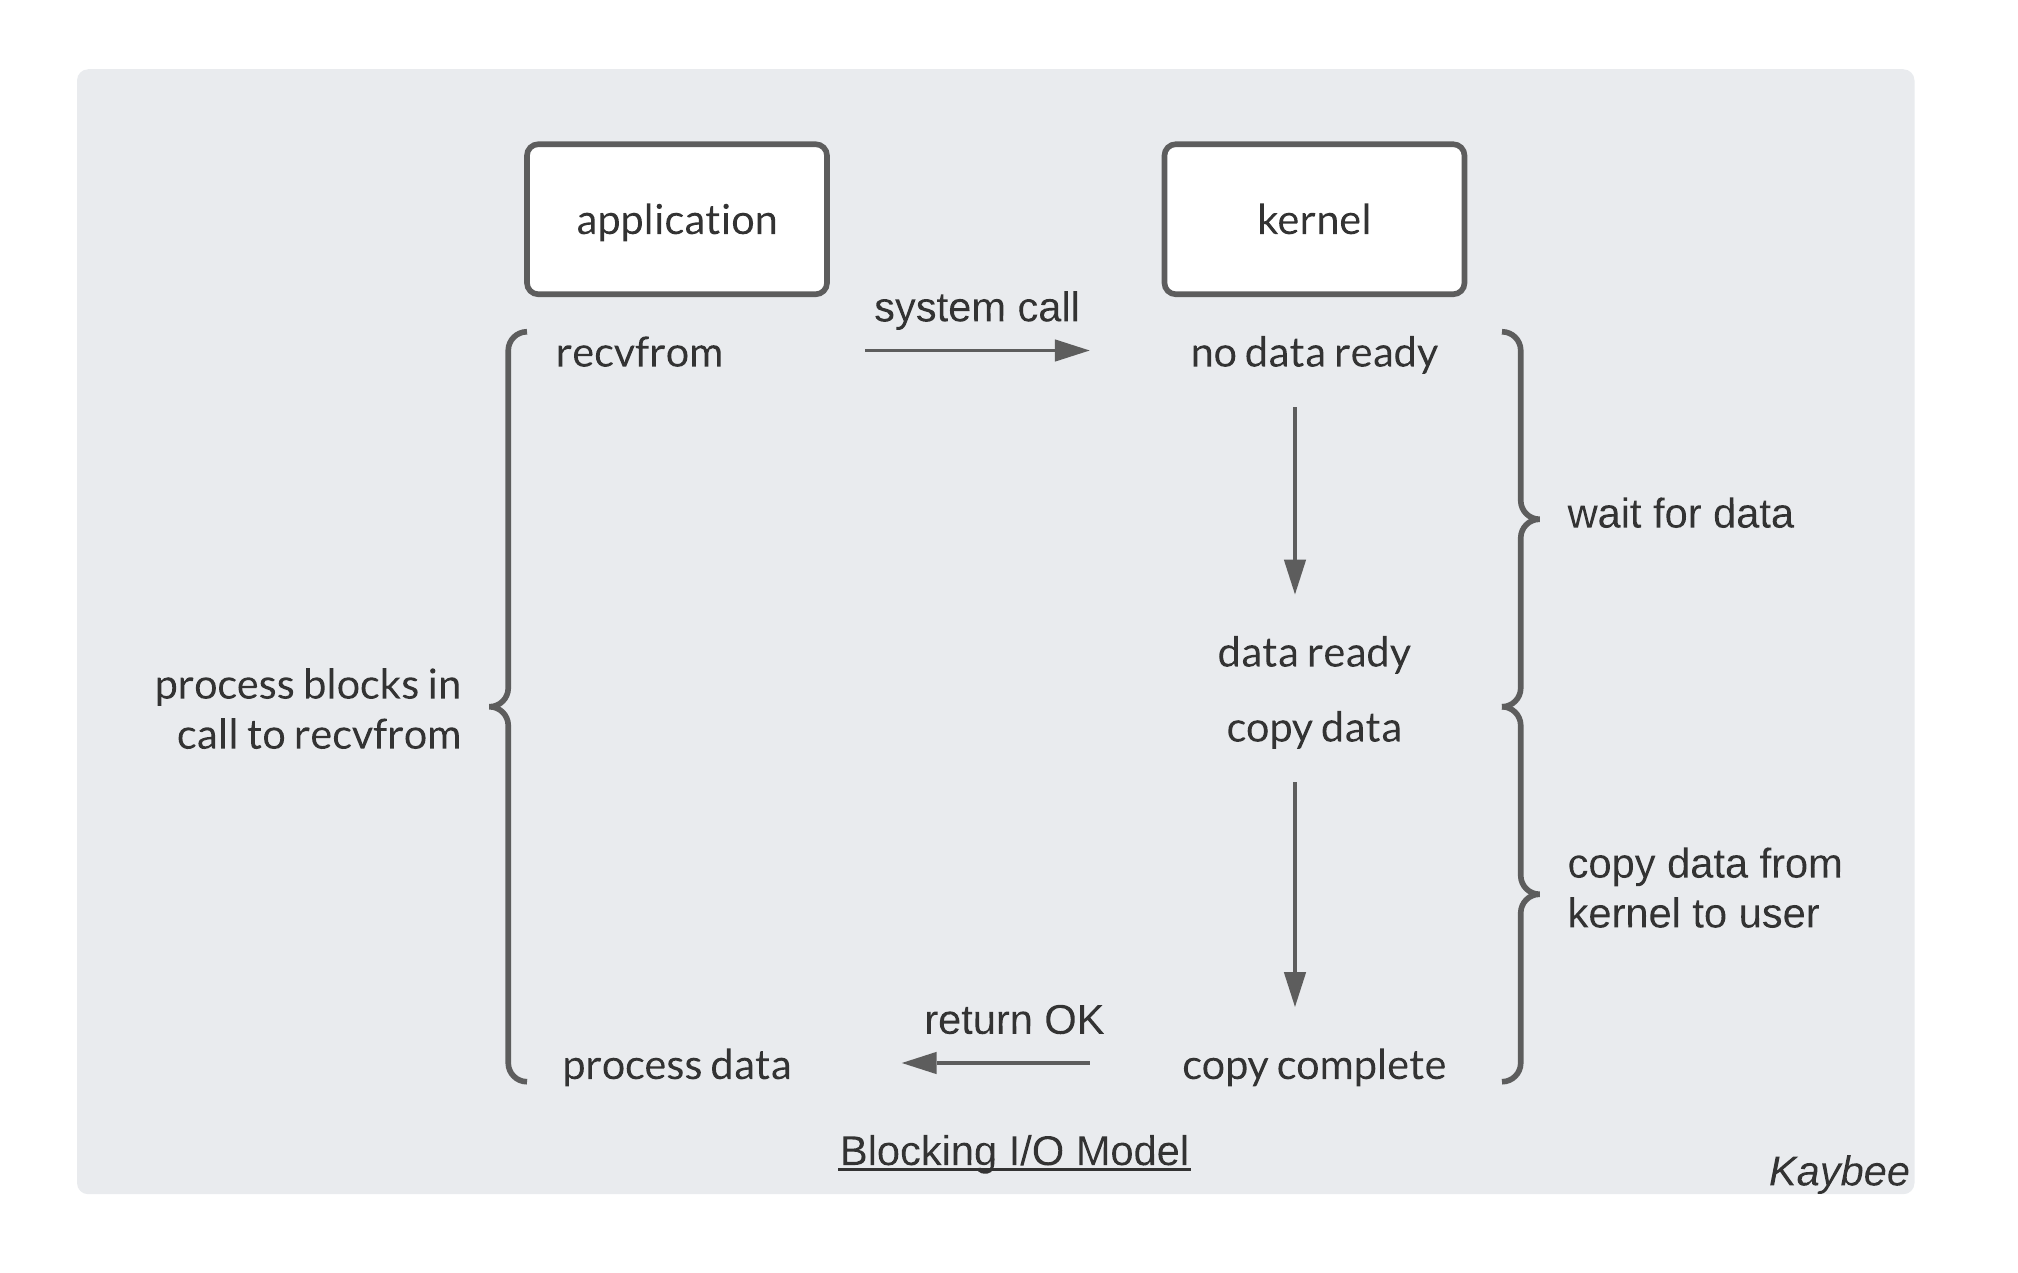 application
kernel
system call
recvfrom
no data ready
wait for data
data ready
process blocks in
call to recvfrom
copy data
copy data from
kernel to user
return OK
process data
copy complete
Blocking I/O Model
Kaybee